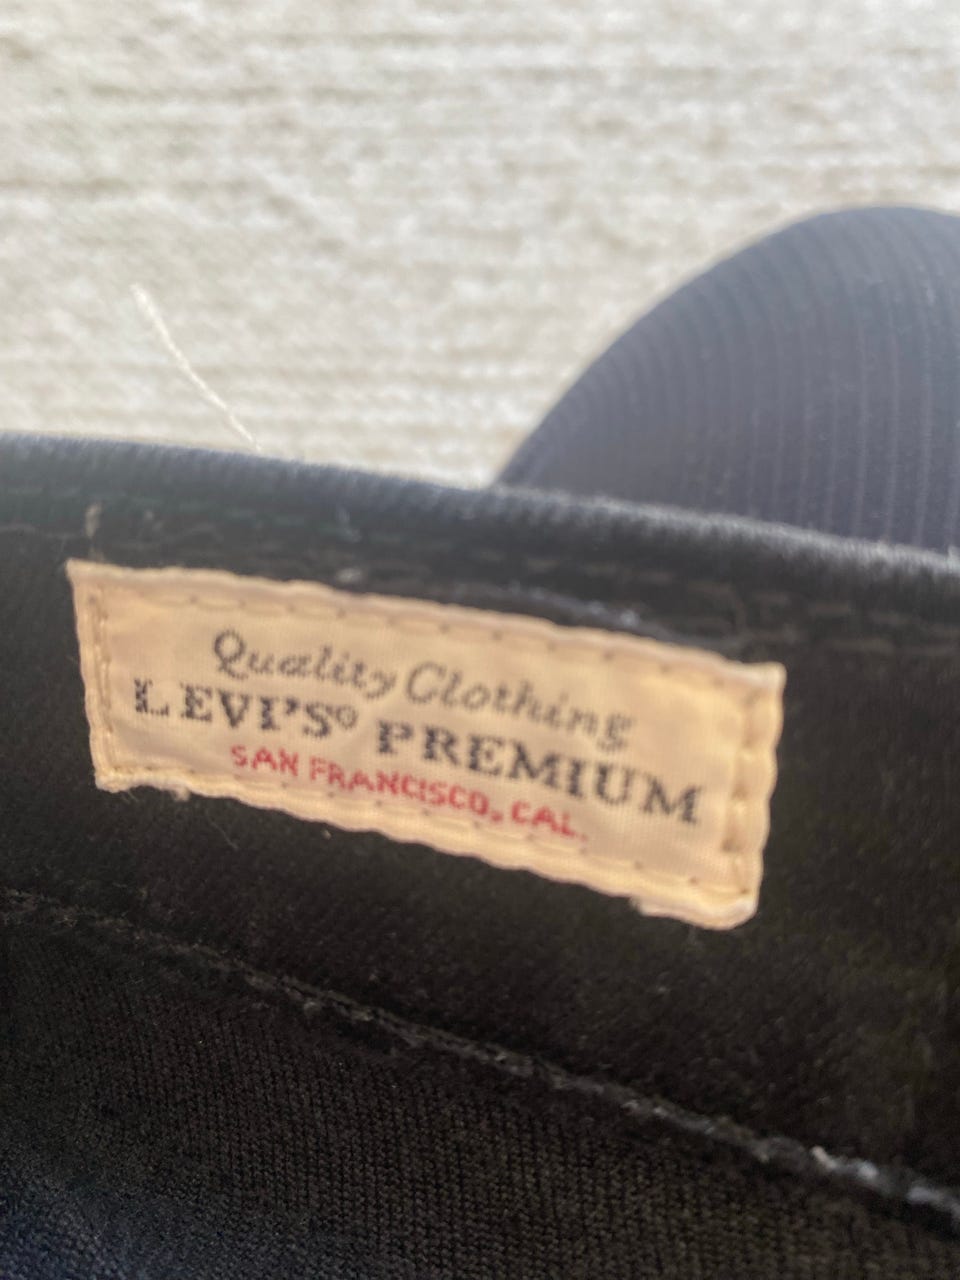 Quality Clothing
LEVI'S® PREMIUM
SAN FRANCISCO, CAL.